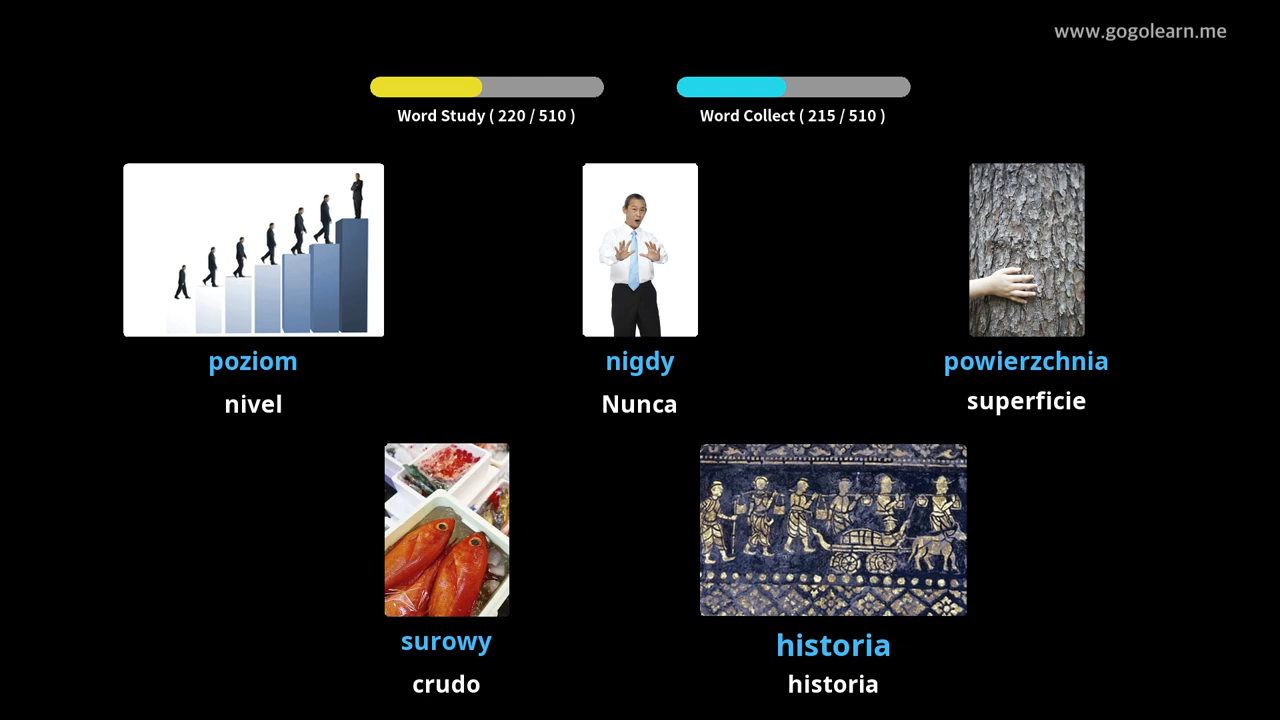 www.gogolearn.me
Word Study ( 220 / 510 )
Word Collect ( 215 / 510 )
poziom
nivel
nigdy
Nunca
powierzchnia
superficie
surowy
crudo
historia
historia